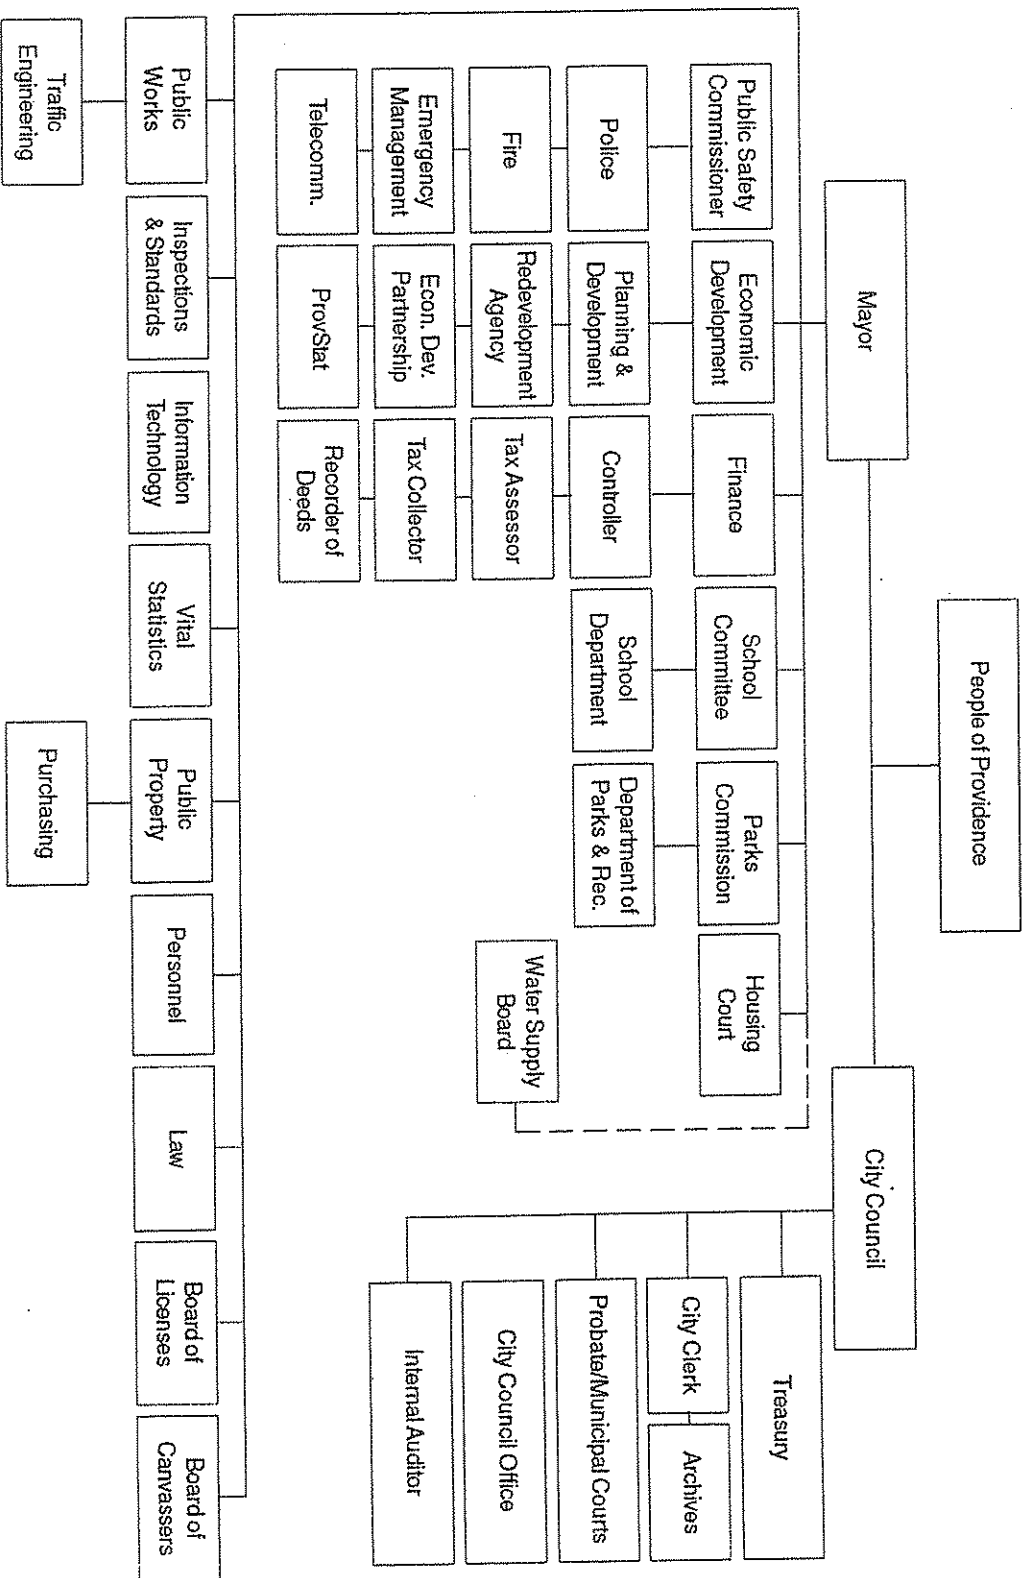 People of Providence
Mayor
City Council
Public Safety
Commissioner
Economic
Development
Finance
School
Committee
Parks
Commission
Housing
Court
Police
Planning &
Development
Controller
School
Department
Department of
Parks & Rec.
Fire
Redevelopment
Agency
Tax Assessor
Water Supply
Board
Emergency
Management
Econ. Dev.
Partnership
Tax Collector
Telecomm.
ProvStat
Recorder of
Deeds
Treasury
City Clerk
Archives
Probate/Municipal Courts
City Council Office
Internal Auditor
Public
Works
Inspections
& Standards
Information
Technology
Vital
Statistics
Public
Property
Personnel
Law
Board of
Licenses
Board of
Canvassers
Traffic
Engineering
Purchasing